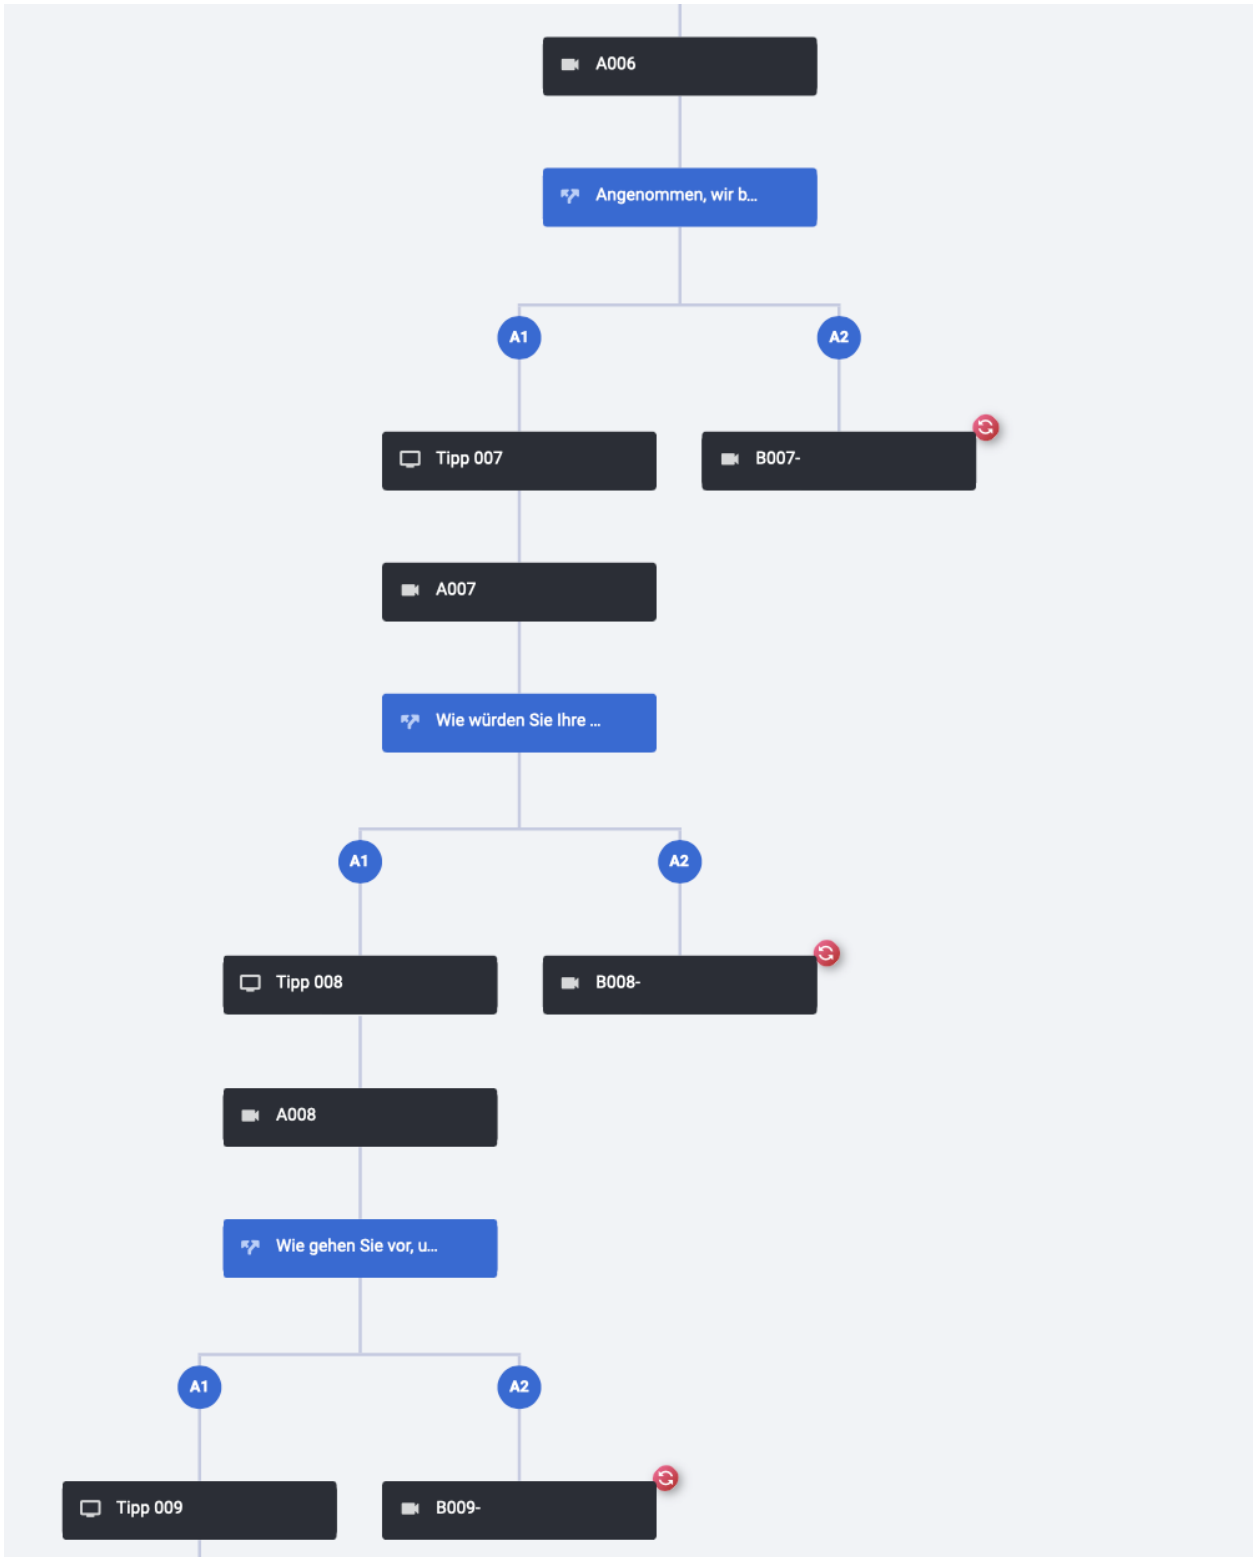 A006
Angenommen, wir b...
A1
A2
Tipp 007
B007-
A007
Wie würden Sie Ihre ...
A1
A2
Tipp 008
B008-
A008
Wie gehen Sie vor, u...
A1
A2
Tipp 009
B009-